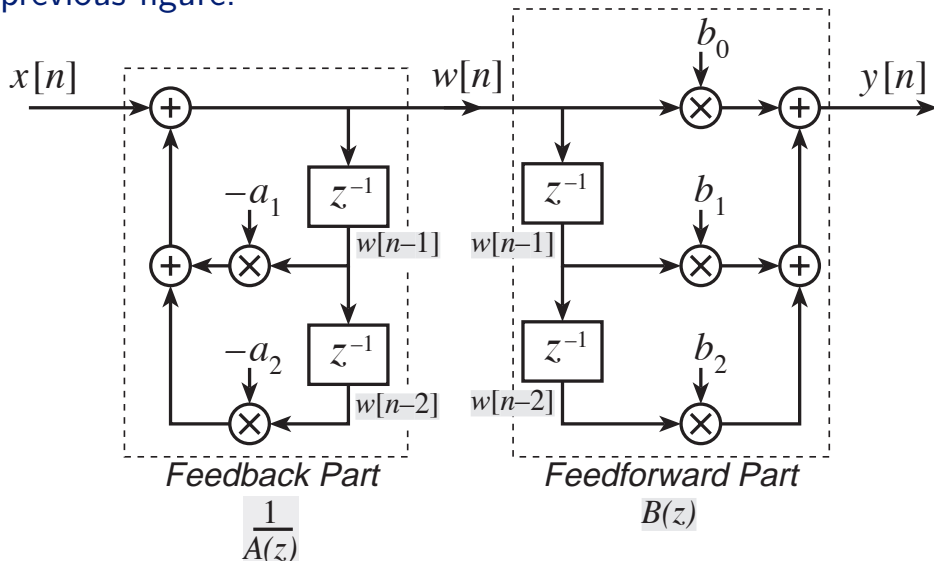 previous figure.
x[n]
w[n]
b₀
y[n]
+
×
+
z⁻¹
z⁻¹
−a₁
b₁
w[n–1]
w[n–1]
+
×
×
+
z⁻¹
z⁻¹
−a₂
b₂
w[n–2]
w[n–2]
×
×
Feedback Part
Feedforward Part
1
A(z)
B(z)